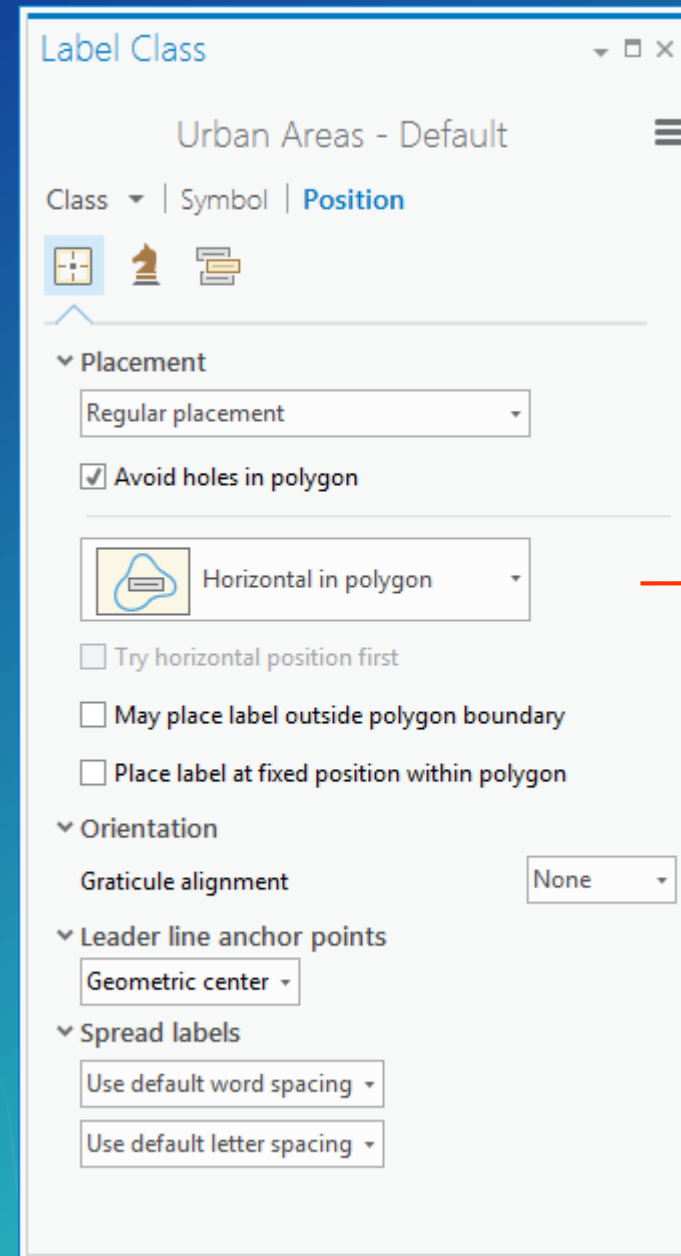 Label Class
Urban Areas - Default
Class | Symbol | Position
Placement
Regular placement
Avoid holes in polygon
Horizontal in polygon
Try horizontal position first
May place label outside polygon boundary
Place label at fixed position within polygon
Orientation
Graticule alignment None
Leader line anchor points
Geometric center
Spread labels
Use default word spacing
Use default letter spacing